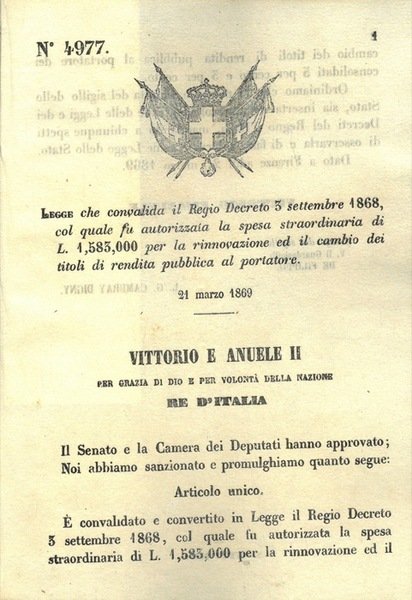 N° 4977.
1
LEGGE che convalida il Regio Decreto 3 settembre 1868,
col quale fu autorizzata la spesa straordinaria di
L. 1,583,000 per la rinnovazione ed il cambio dei
titoli di rendita pubblica al portatore.
21 marzo 1869
VITTORIO E ANUELE II
PER GRAZIA DI DIO E PER VOLONTÀ DELLA NAZIONE
RE D'ITALIA
Il Senato e la Camera dei Deputati hanno approvato;
Noi abbiamo sanzionato e promulghiamo quanto segue:
Articolo unico.
È convalidato e convertito in Legge il Regio Decreto
3 settembre 1868, col quale fu autorizzata la spesa
straordinaria di L. 1,583,000 per la rinnovazione ed il